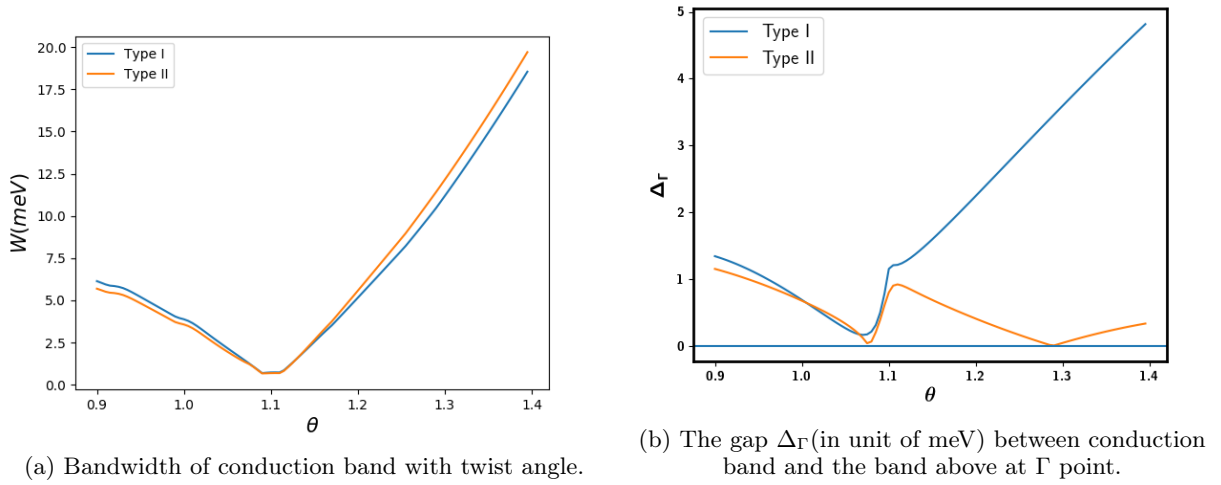 Type I
Type II
20.0
17.5
15.0
12.5
10.0
7.5
5.0
2.5
0.0
W(meV)
0.9
1.0
1.1
1.2
1.3
1.4
θ
(a) Bandwidth of conduction band with twist angle.
Type I
Type II
5
4
3
2
1
0
Δ_Γ
0.9
1.0
1.1
1.2
1.3
1.4
θ
(b) The gap Δ_Γ(in unit of meV) between conduction
band and the band above at Γ point.